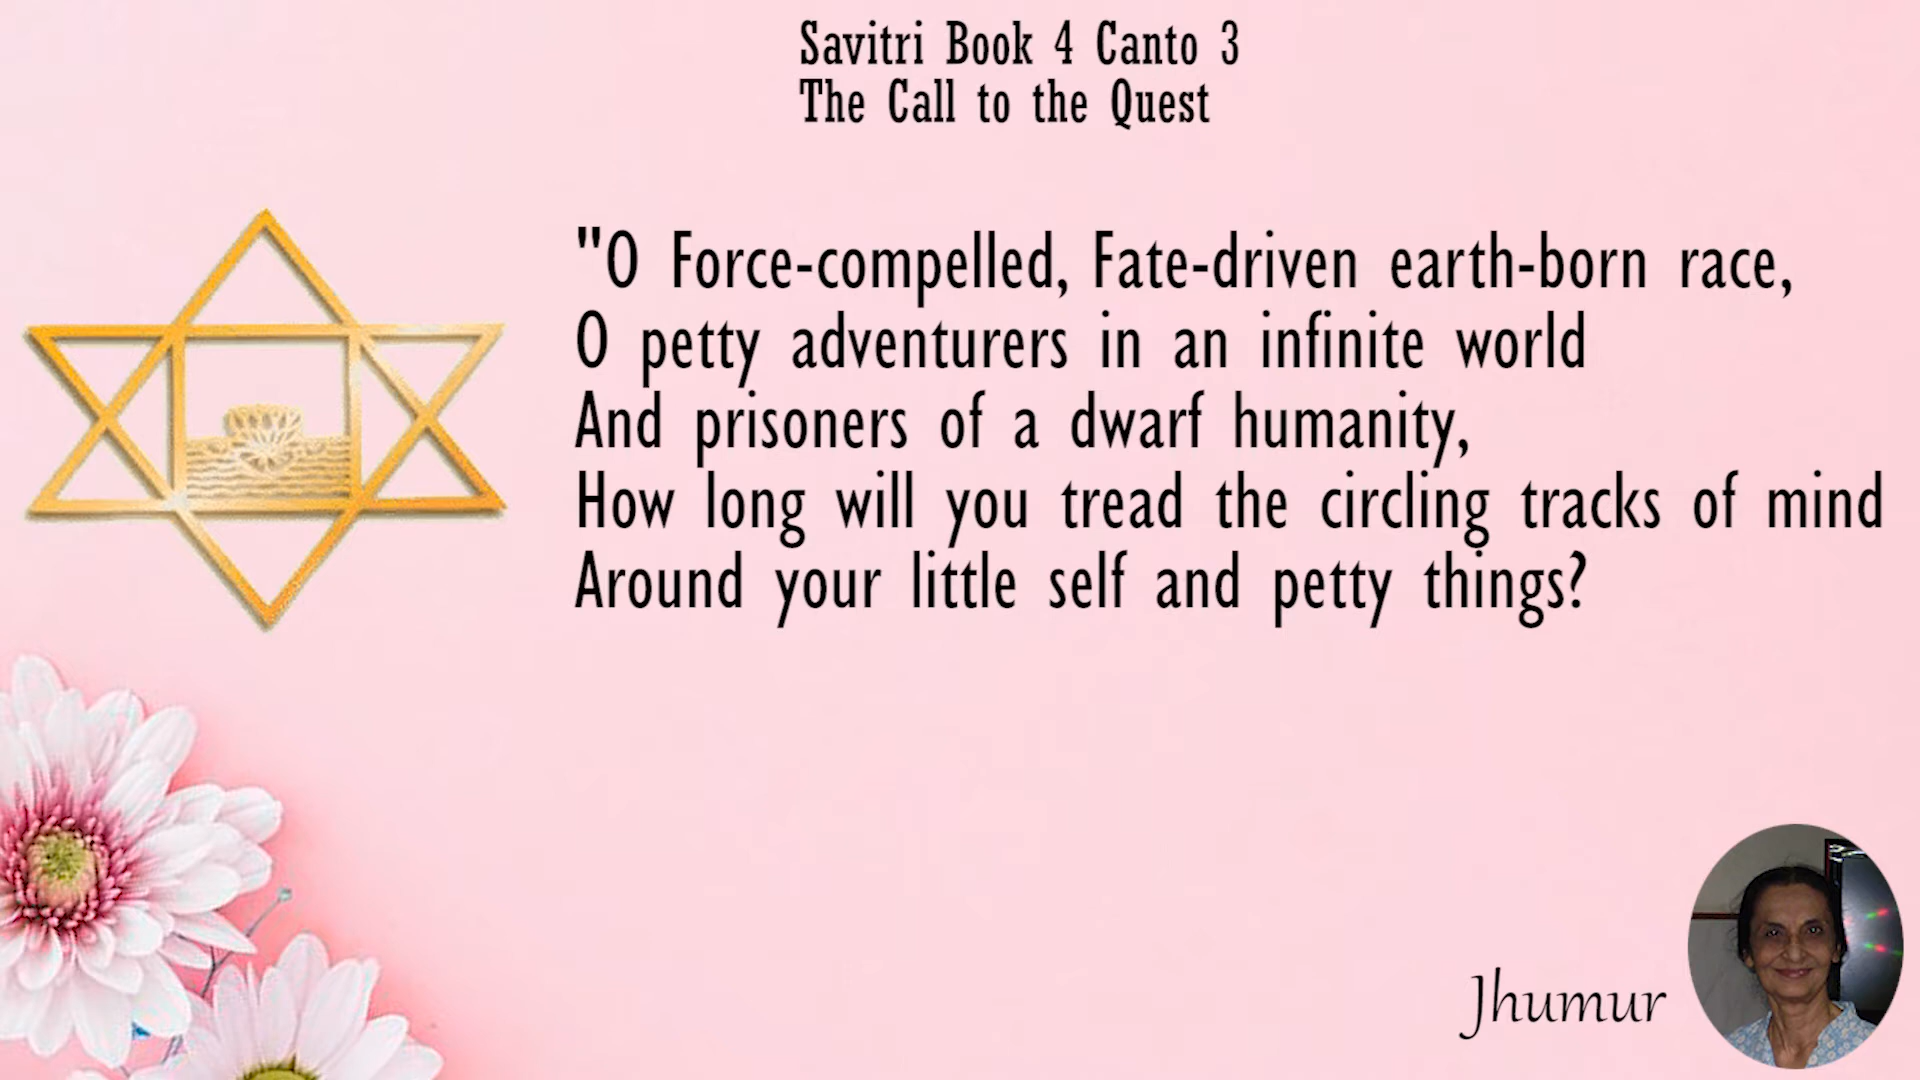 Savitri Book 4 Canto 3
The Call to the Quest
"O Force-compelled, Fate-driven earth-born race,
O petty adventurers in an infinite world
And prisoners of a dwarf humanity,
How long will you tread the circling tracks of mind
Around your little self and petty things?
Jhumur